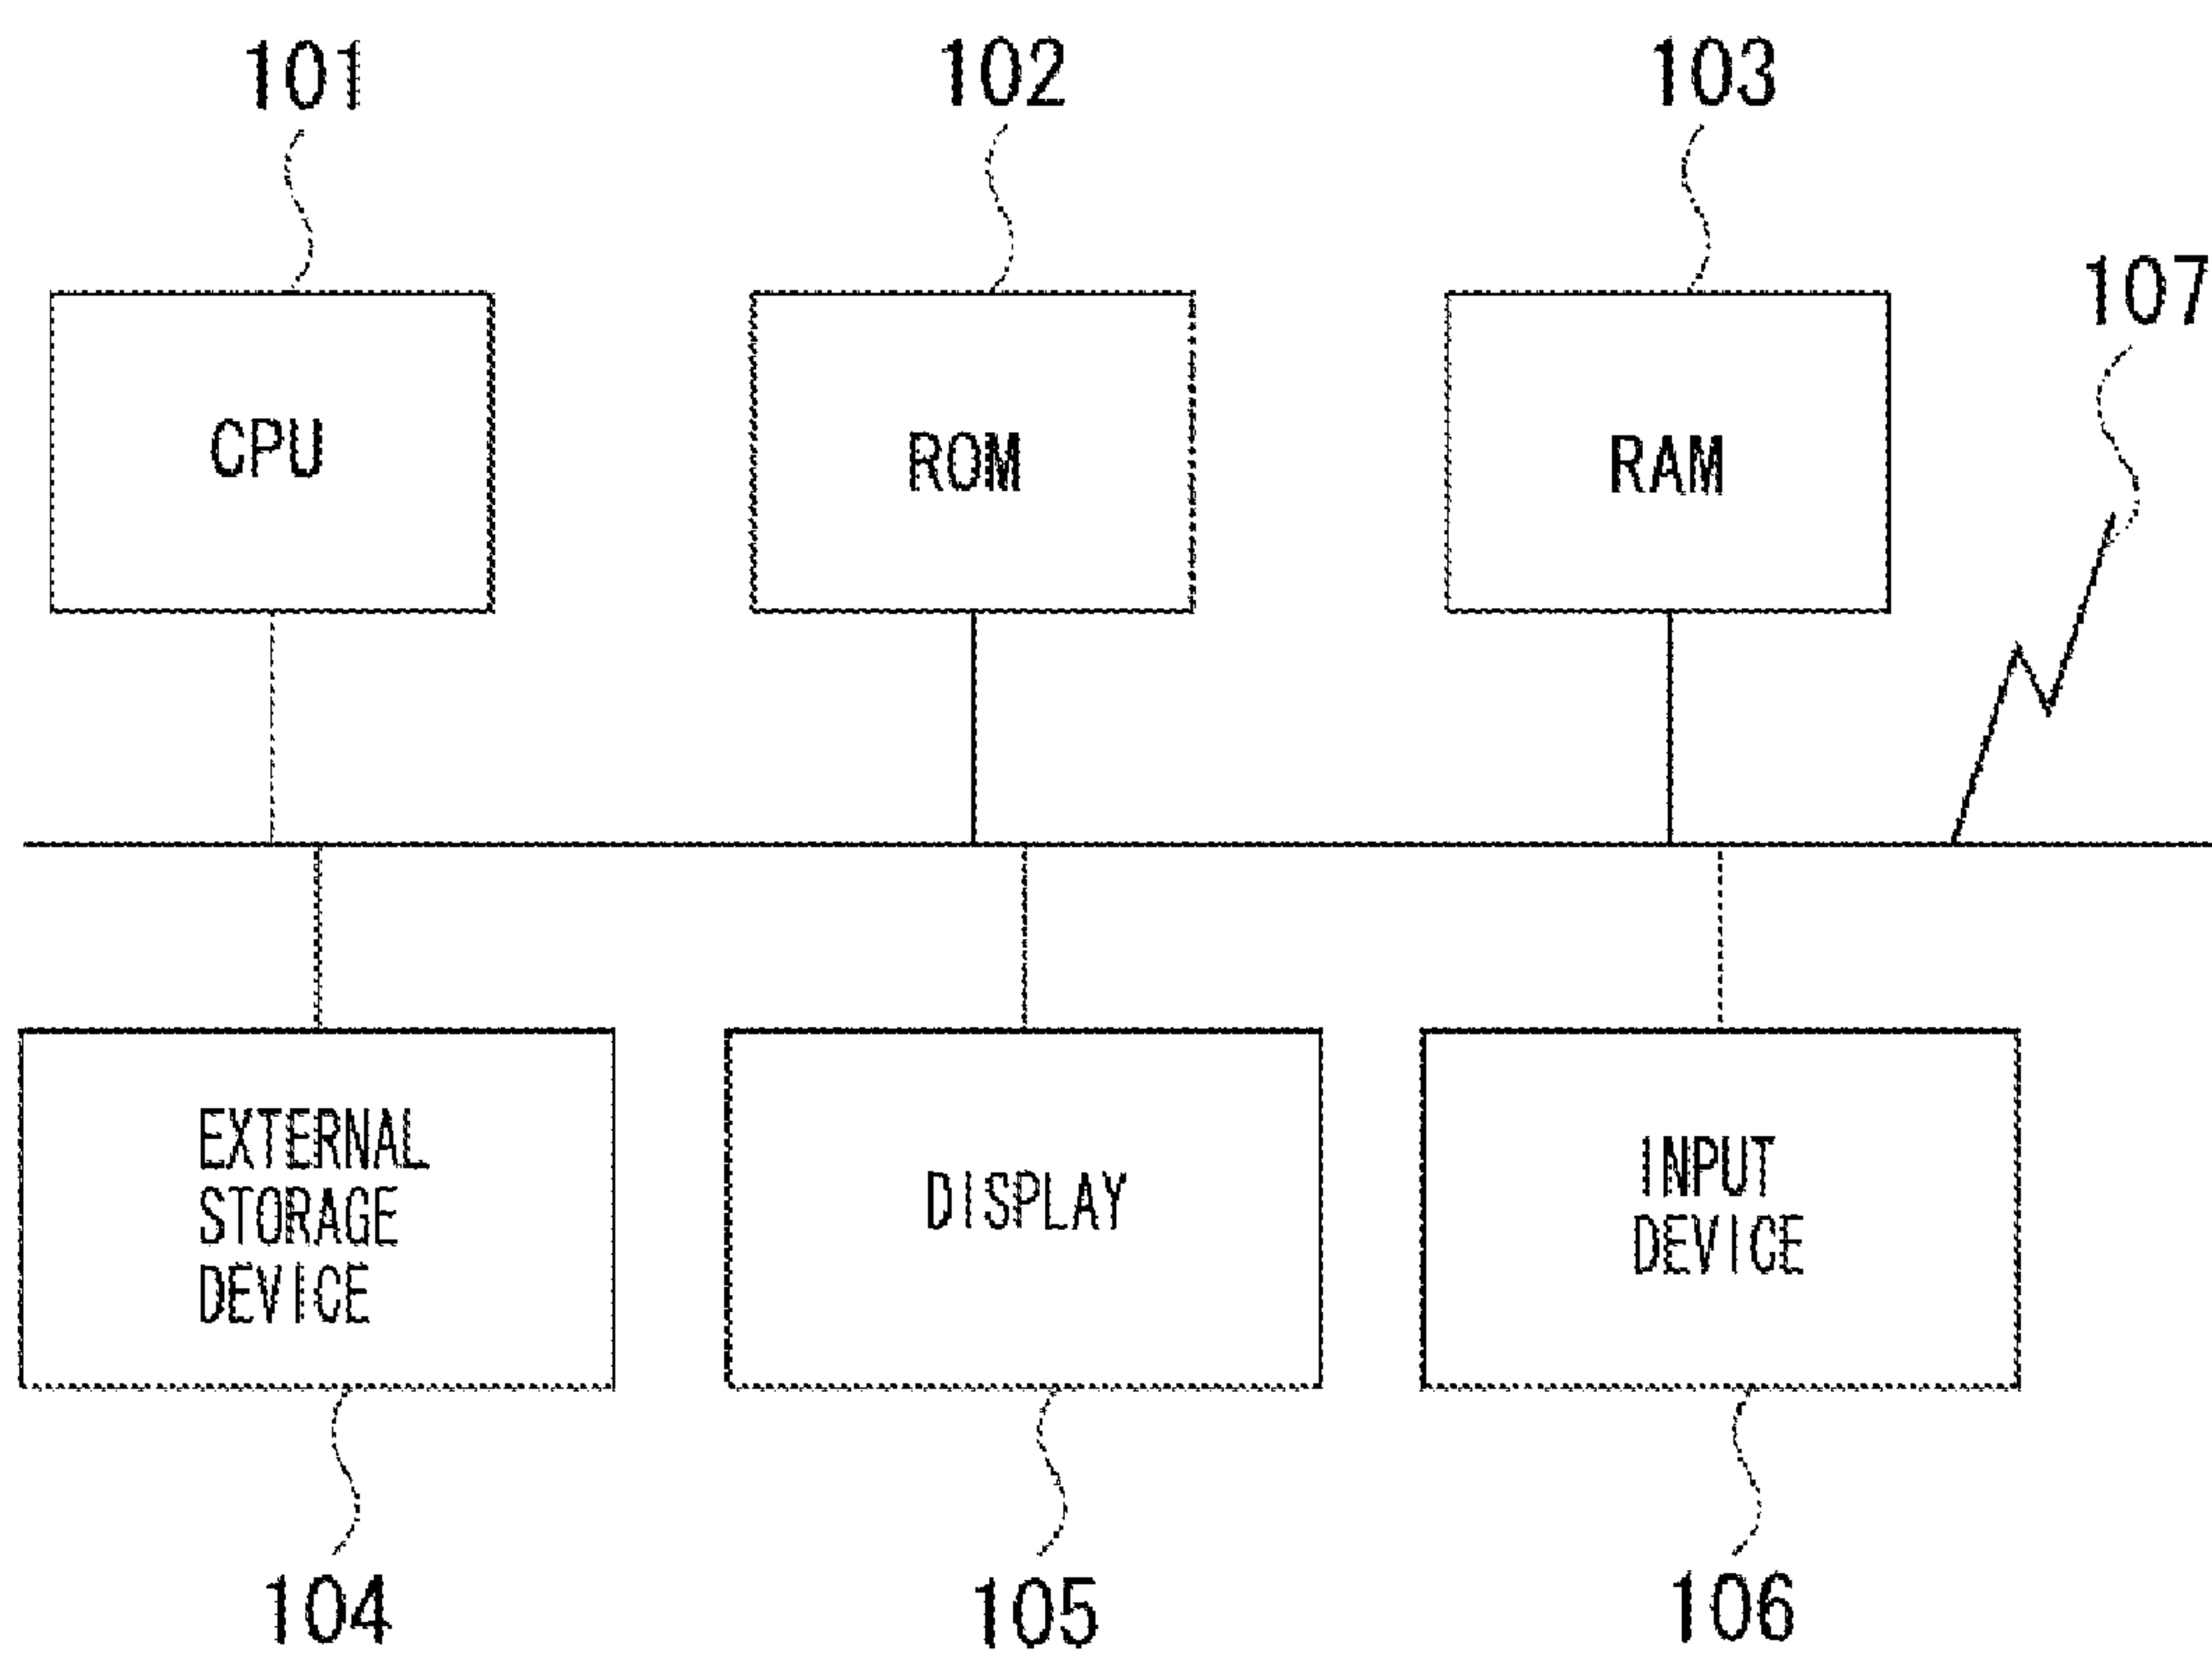 101
102
103
107
CPU
ROM
RAM
EXTERNAL
STORAGE
DEVICE
DISPLAY
INPUT
DEVICE
104
105
106